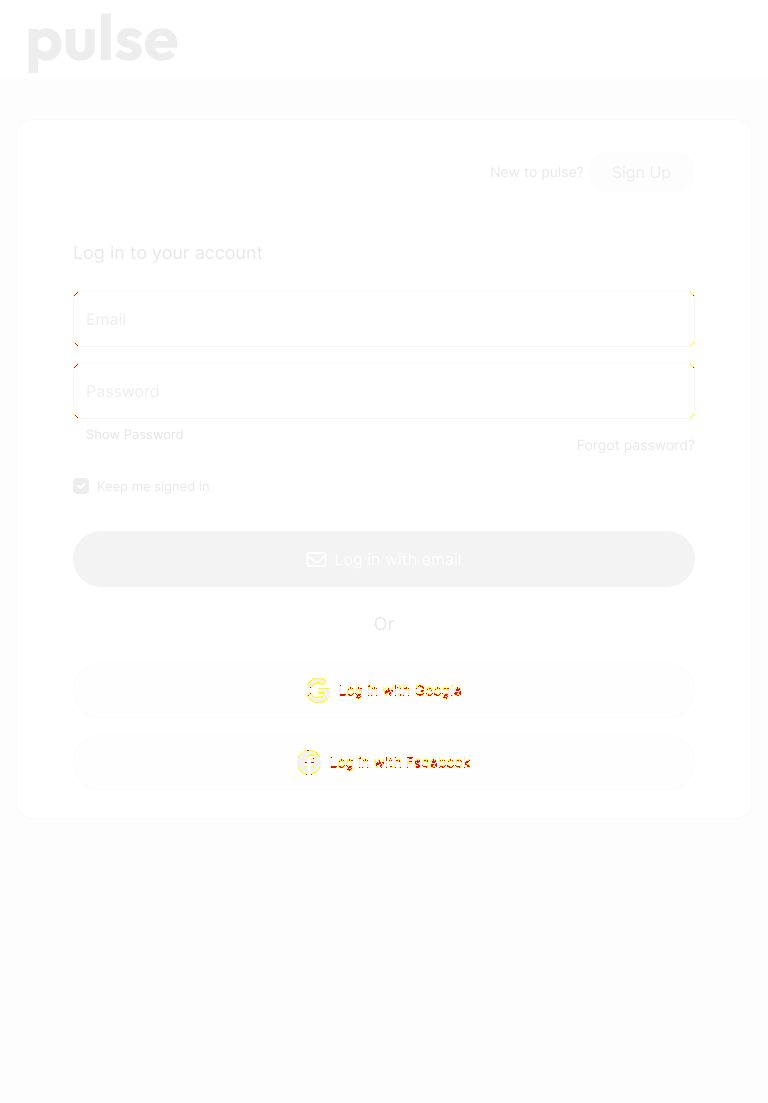 pulse
New to pulse? Sign Up
Log in to your account
Email
Password
Show Password
Forgot password?
Keep me signed in
Log in with email
Or
Log in with Google
Log in with Facebook